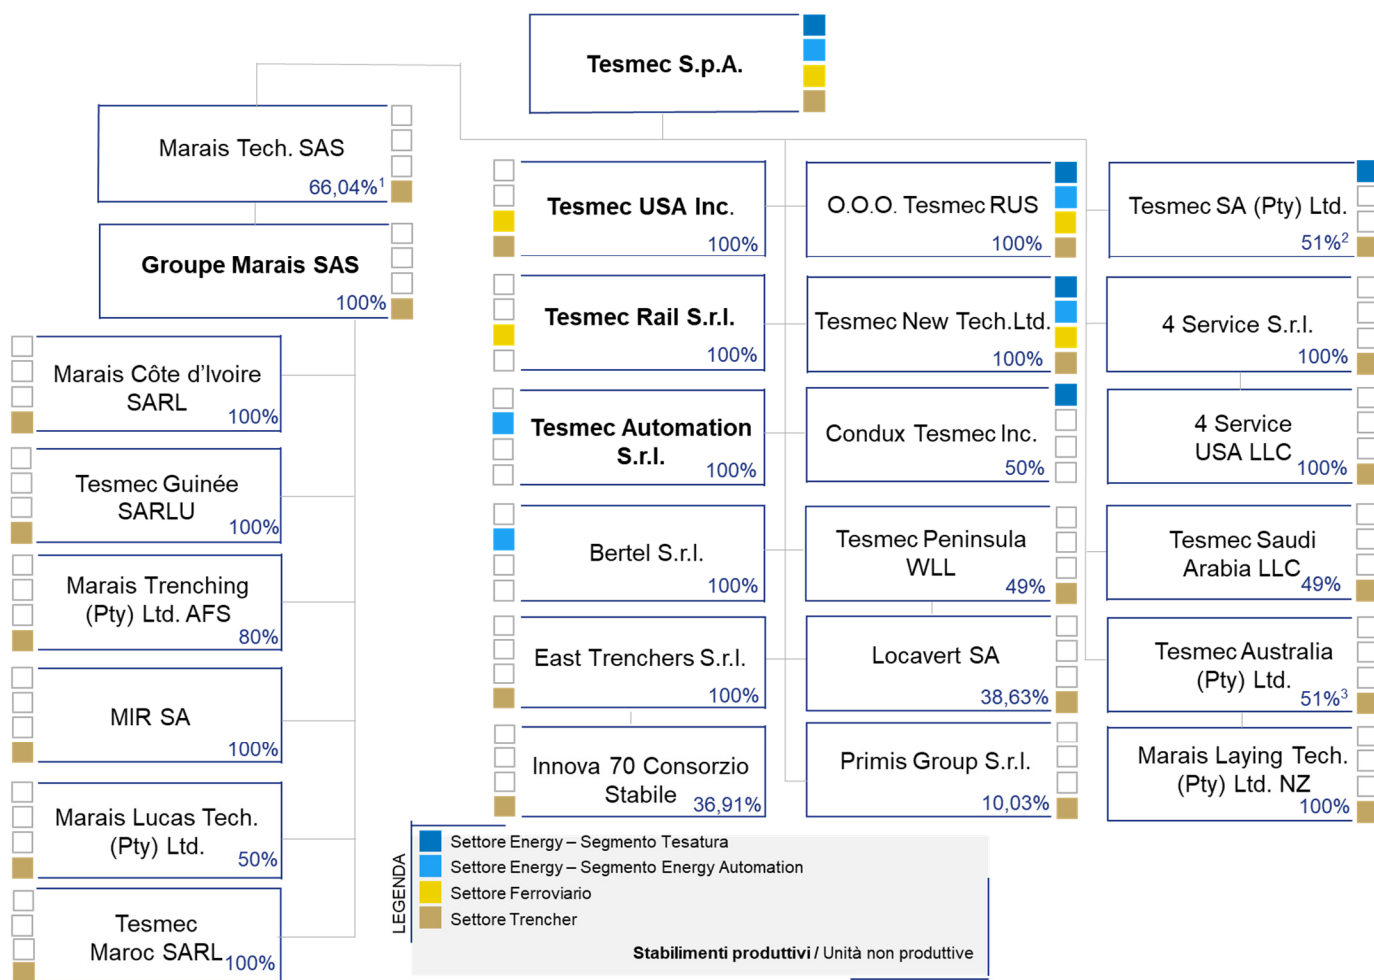 Tesmec S.p.A.
Marais Tech. SAS
66,04%¹
Groupe Marais SAS
100%
Marais Côte d'Ivoire
SARL
100%
Tesmec Guinée
SARLU
100%
Marais Trenching
(Pty) Ltd. AFS
80%
MIR SA
100%
Marais Lucas Tech.
(Pty) Ltd.
50%
Tesmec
Maroc SARL
100%
Tesmec USA Inc.
100%
Tesmec Rail S.r.l.
100%
Tesmec Automation
S.r.l.
100%
Bertel S.r.l.
100%
East Trenchers S.r.l.
100%
Innova 70 Consorzio
Stabile
36,91%
O.O.O. Tesmec RUS
100%
Tesmec New Tech.Ltd.
100%
Condux Tesmec Inc.
50%
Tesmec Peninsula
WLL
49%
Locavert SA
38,63%
Primis Group S.r.l.
10,03%
Tesmec SA (Pty) Ltd.
51%²
4 Service S.r.l.
100%
4 Service
USA LLC
100%
Tesmec Saudi
Arabia LLC
49%
Tesmec Australia
(Pty) Ltd.
51%³
Marais Laying Tech.
(Pty) Ltd. NZ
100%
LEGENDA
Settore Energy – Segmento Tesatura
Settore Energy – Segmento Energy Automation
Settore Ferroviario
Settore Trencher
Stabilimenti produttivi / Unità non produttive